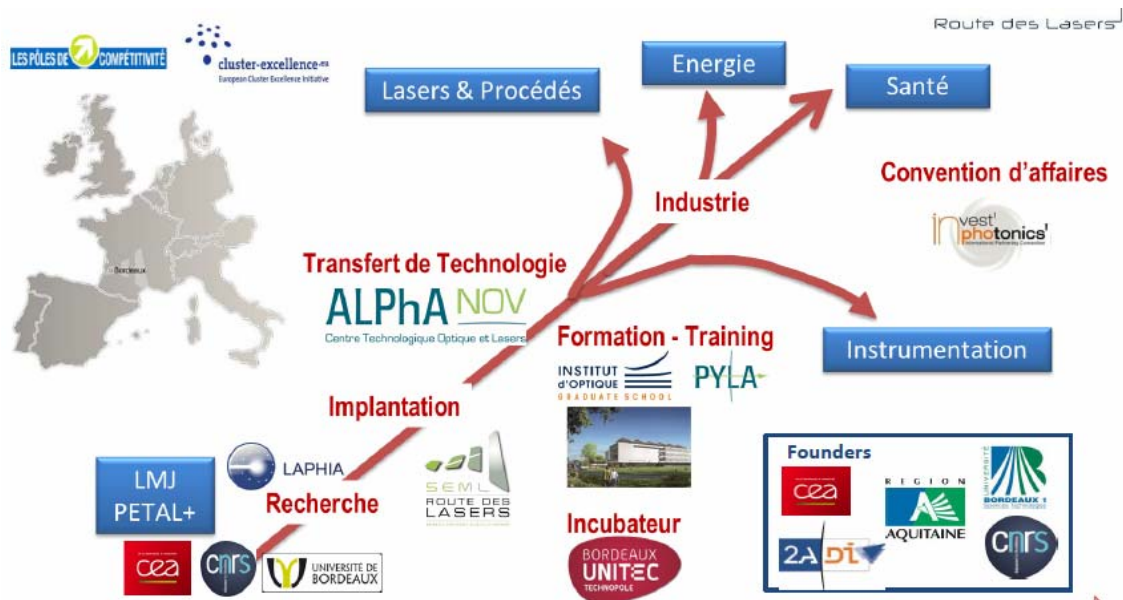 Route des Lasers
LES PÔLES DE COMPÉTITIVITÉ
cluster-excellence.eu
European Cluster Excellence Initiative
Energie
Lasers & Procédés
Santé
Convention d'affaires
invest'
photonics'
International Partnering Convention
Industrie
Bordeaux
Transfert de Technologie
ALPhA NOV
Centre Technologique Optique et Lasers
Formation - Training
INSTITUT
d'OPTIQUE
GRADUATE SCHOOL
PYLA
Instrumentation
Implantation
LMJ
PETAL+
LAPHIA
Recherche
SEML
ROUTE DES
LASERS
Founders
cea
REGION
AQUITAINE
UNIVERSITÉ
BORDEAUX 1
2ADi
cnrs
Incubateur
BORDEAUX
UNITEC
TECHNOPOLE
cea
cnrs
UNIVERSITÉ DE
BORDEAUX